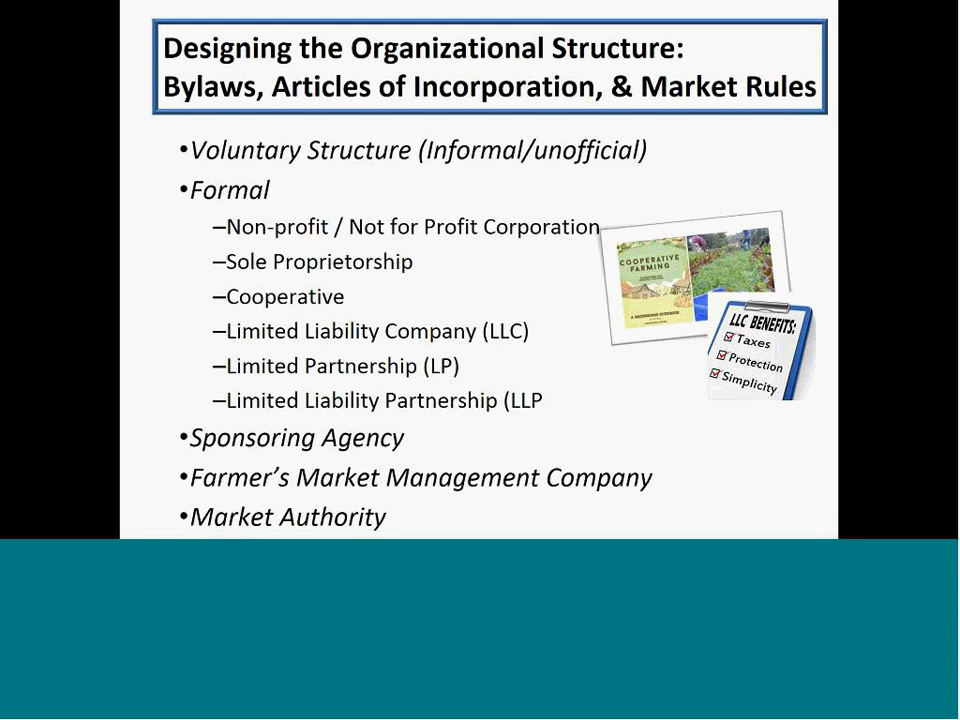 Designing the Organizational Structure:
Bylaws, Articles of Incorporation, & Market Rules
•Voluntary Structure (Informal/unofficial)
•Formal
–Non-profit / Not for Profit Corporation
–Sole Proprietorship
–Cooperative
–Limited Liability Company (LLC)
–Limited Partnership (LP)
–Limited Liability Partnership (LLP
•Sponsoring Agency
•Farmer’s Market Management Company
•Market Authority
COOPERATIVE
FARMING
LLC BENEFITS:
Taxes
Protection
Simplicity